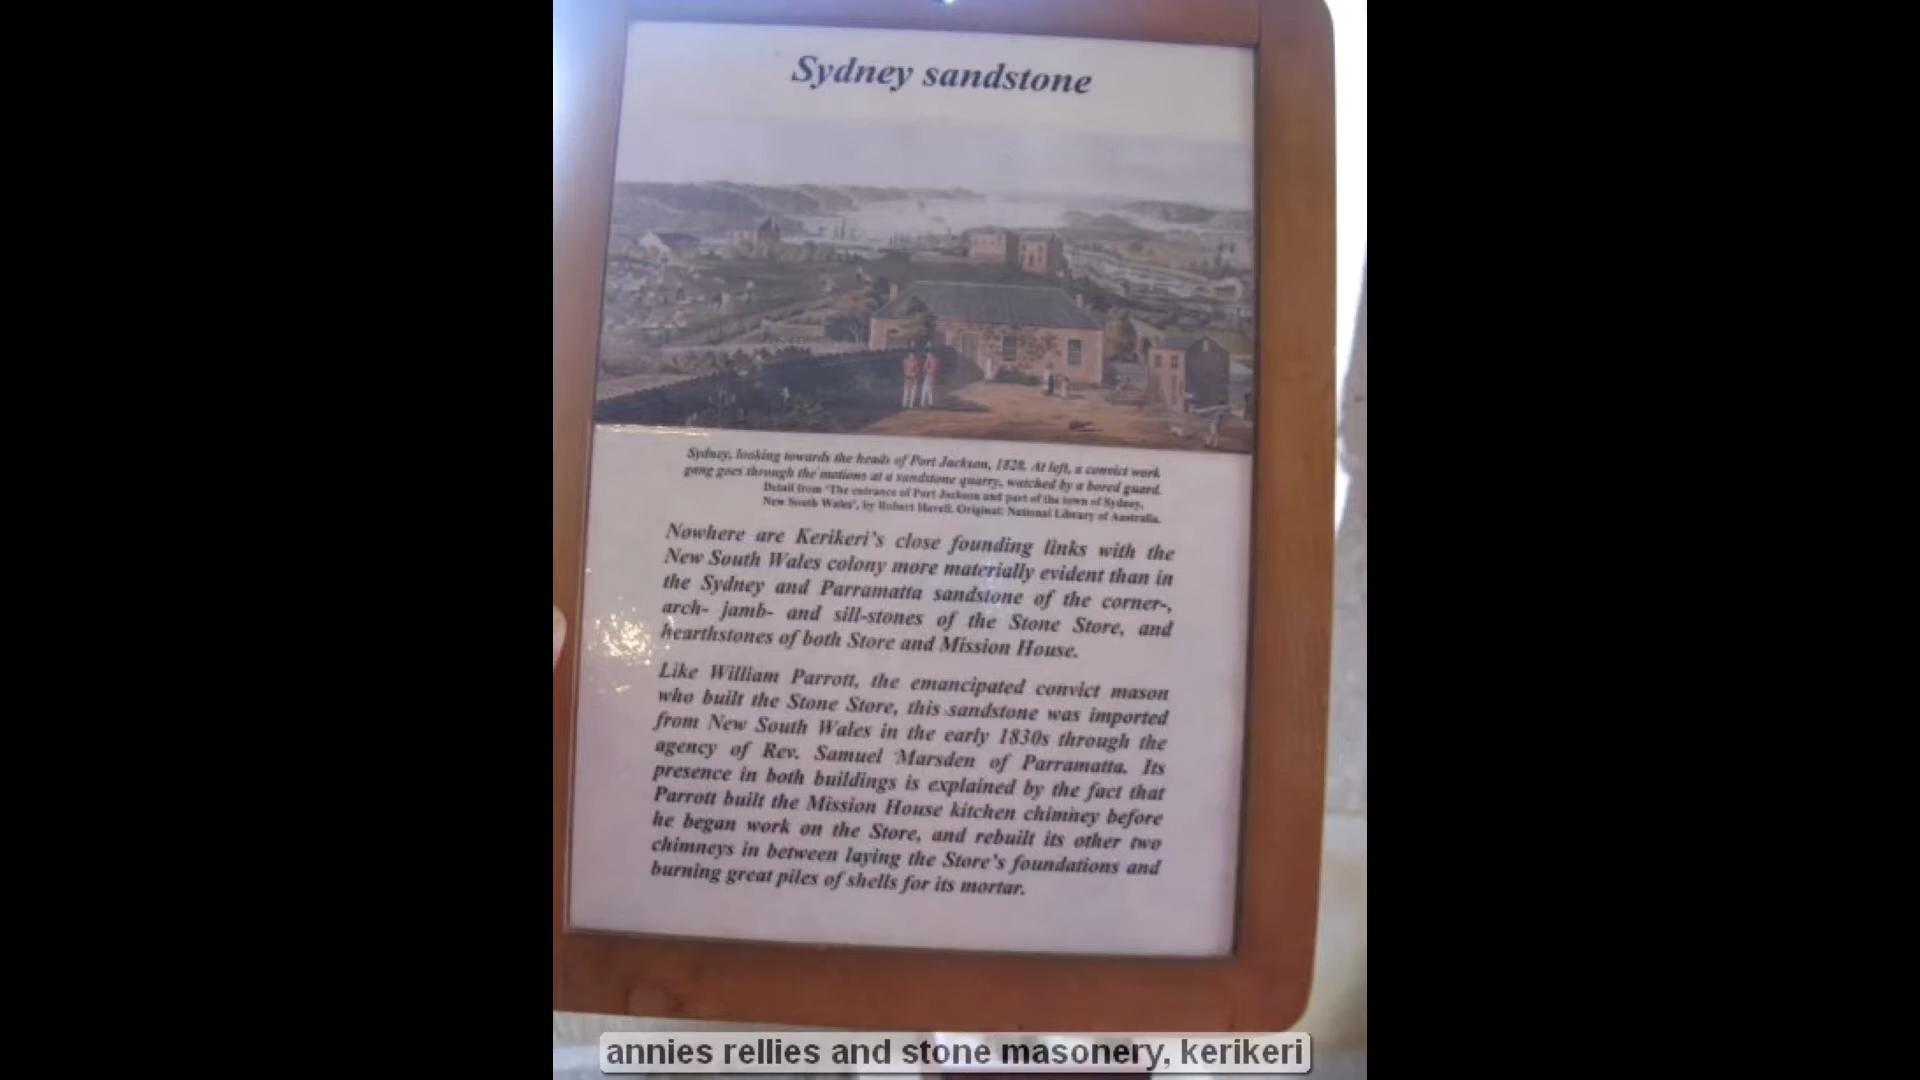 Sydney sandstone
Sydney, looking towards the heads of Port Jackson, 1828. At left, a convict work
gang goes through the motions at a sandstone quarry, watched by a bored guard.
Detail from 'The entrance of Port Jackson and part of the town of Sydney,
New South Wales', by Robert Havell. Original: National Library of Australia.
Nowhere are Kerikeri's close founding links with the
New South Wales colony more materially evident than in
the Sydney and Parramatta sandstone of the corner-,
arch- jamb- and sill-stones of the Stone Store, and
hearthstones of both Store and Mission House.
Like William Parrott, the emancipated convict mason
who built the Stone Store, this sandstone was imported
from New South Wales in the early 1830s through the
agency of Rev. Samuel Marsden of Parramatta. Its
presence in both buildings is explained by the fact that
Parrott built the Mission House kitchen chimney before
he began work on the Store, and rebuilt its other two
chimneys in between laying the Store's foundations and
burning great piles of shells for its mortar.
annies rellies and stone masonery, kerikeri